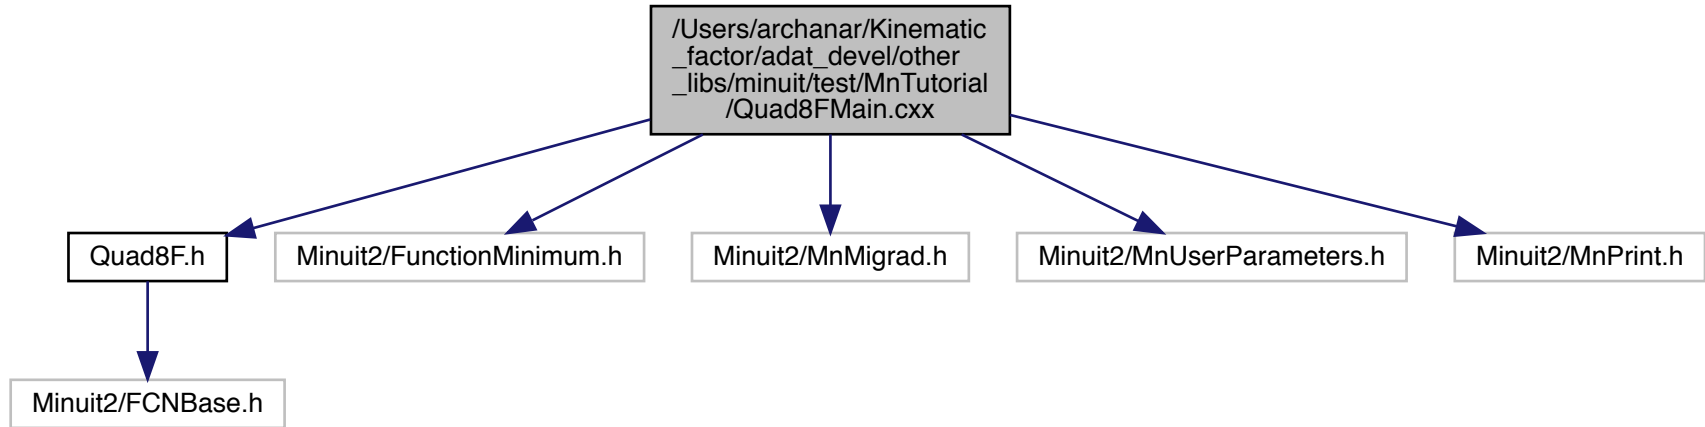 /Users/archanar/Kinematic
_factor/adat_devel/other
_libs/minuit/test/MnTutorial
/Quad8FMain.cxx
Quad8F.h
Minuit2/FunctionMinimum.h
Minuit2/MnMigrad.h
Minuit2/MnUserParameters.h
Minuit2/MnPrint.h
Minuit2/FCNBase.h